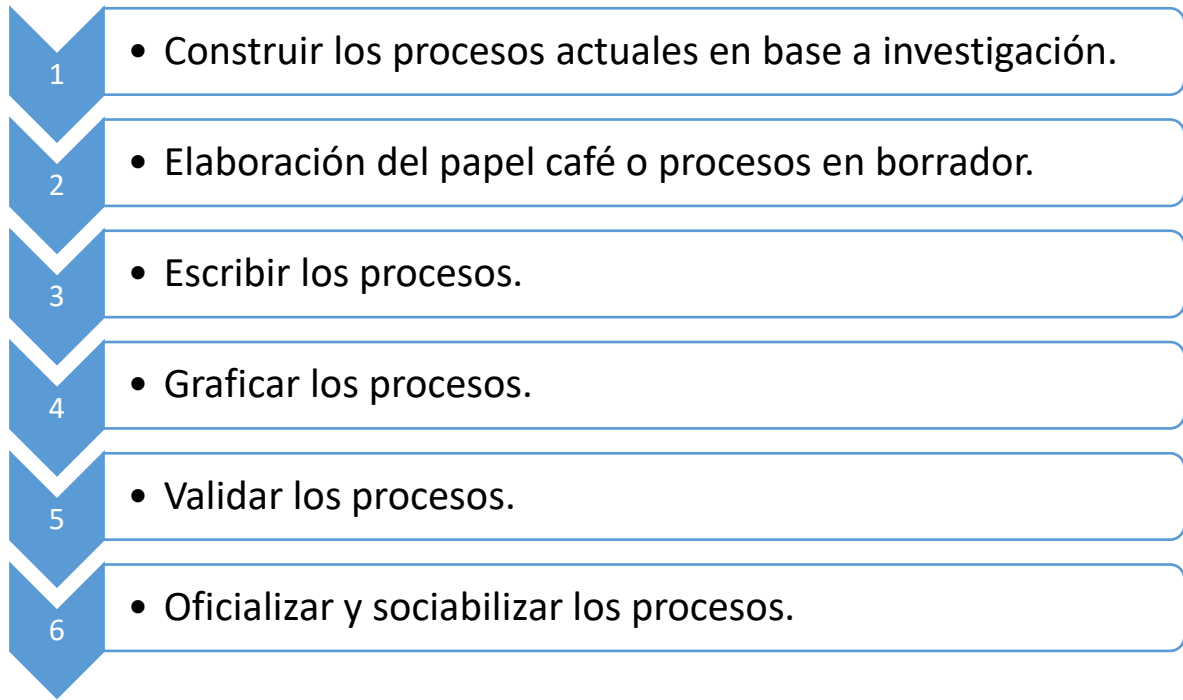 1
• Construir los procesos actuales en base a investigación.
2
• Elaboración del papel café o procesos en borrador.
3
• Escribir los procesos.
4
• Graficar los procesos.
5
• Validar los procesos.
6
• Oficializar y sociabilizar los procesos.